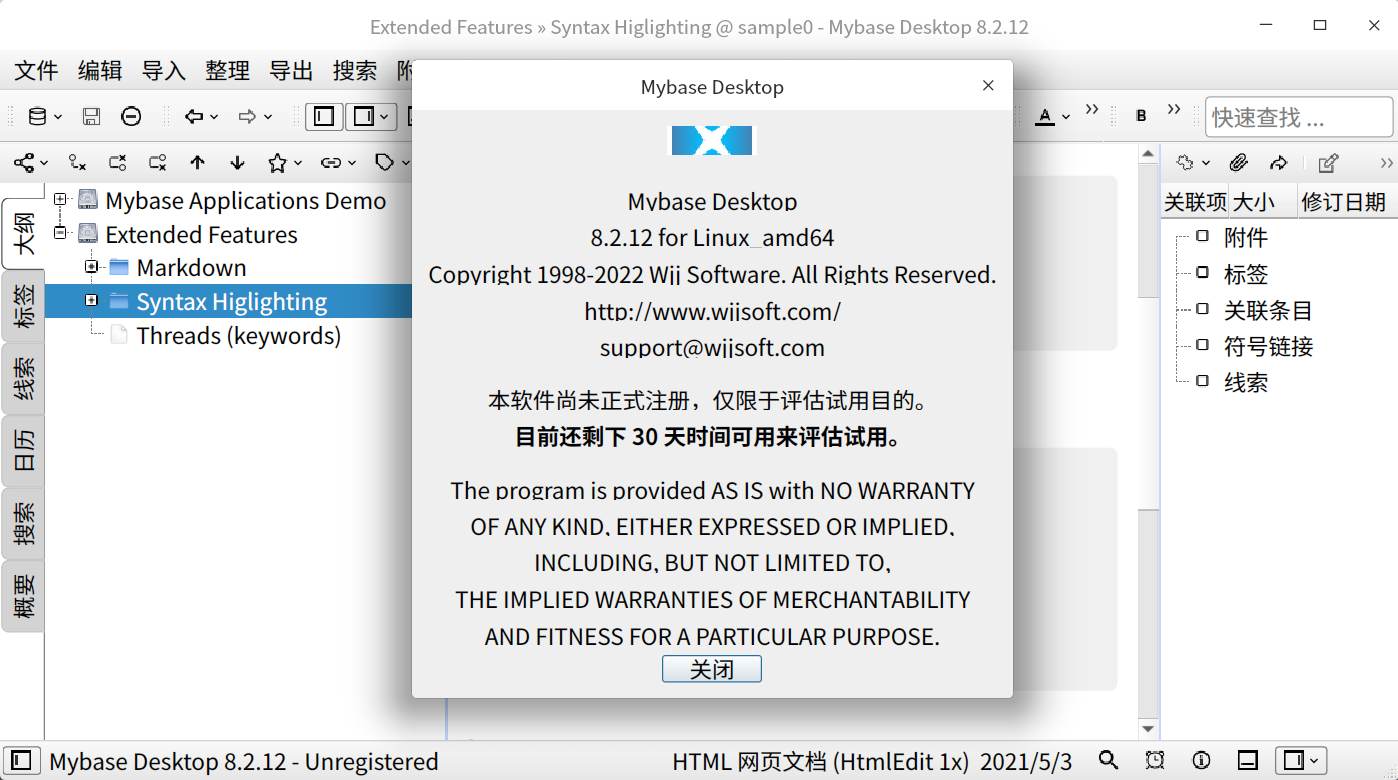 Extended Features » Syntax Higlighting @ sample0 - Mybase Desktop 8.2.12
文件 编辑 导入 整理 导出 搜索 附
Mybase Desktop
A
B
快速查找 ...
大纲
标签
线索
日历
搜索
概要
Mybase Applications Demo
Extended Features
Markdown
Syntax Higlighting
Threads (keywords)
Mybase Desktop
8.2.12 for Linux_amd64
Copyright 1998-2022 Wjj Software. All Rights Reserved.
http://www.wjjsoft.com/
support@wjjsoft.com
本软件尚未正式注册，仅限于评估试用目的。
目前还剩下 30 天时间可用来评估试用。
The program is provided AS IS with NO WARRANTY
OF ANY KIND, EITHER EXPRESSED OR IMPLIED,
INCLUDING, BUT NOT LIMITED TO,
THE IMPLIED WARRANTIES OF MERCHANTABILITY
AND FITNESS FOR A PARTICULAR PURPOSE.
关闭
关联项 大小 修订日期
附件
标签
关联条目
符号链接
线索
Mybase Desktop 8.2.12 - Unregistered
HTML 网页文档 (HtmlEdit 1x) 2021/5/3